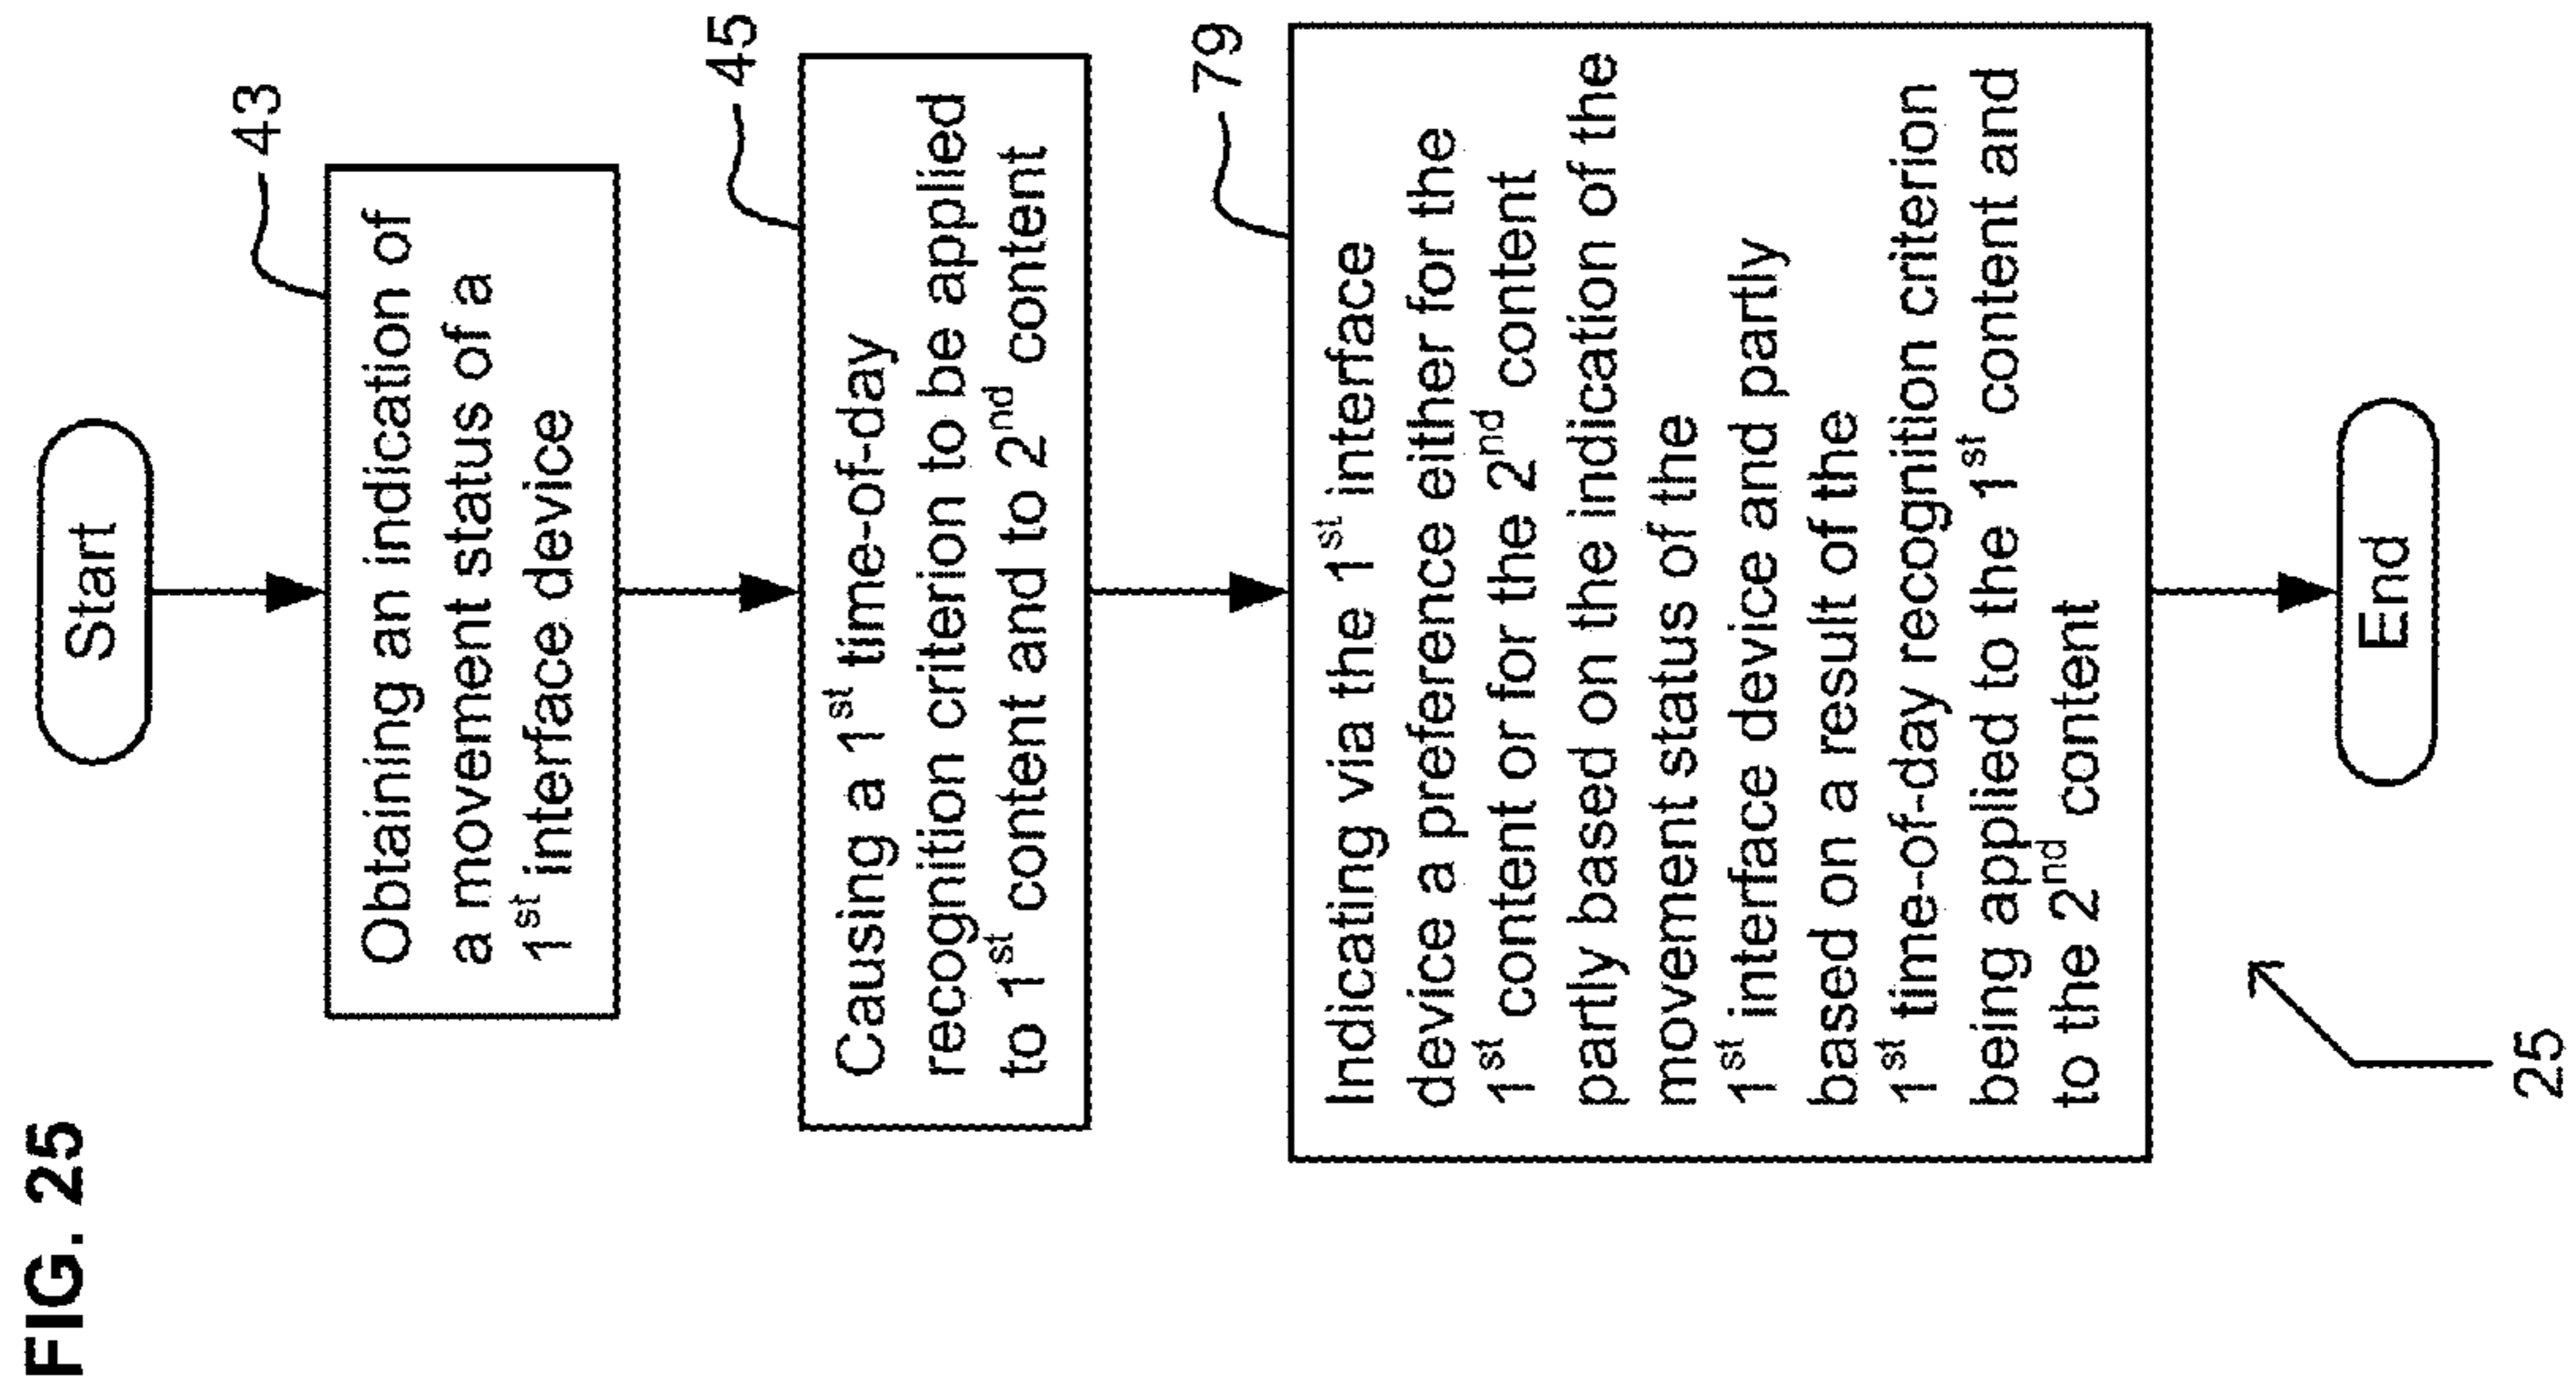 FIG. 25
Start
43
Obtaining an indication of
a movement status of a
1st interface device
45
Causing a 1st time-of-day
recognition criterion to be applied
to 1st content and to 2nd content
79
Indicating via the 1st interface
device a preference either for the
1st content or for the 2nd content
partly based on the indication of the
movement status of the
1st interface device and partly
based on a result of the
1st time-of-day recognition criterion
being applied to the 1st content and
to the 2nd content
End
25